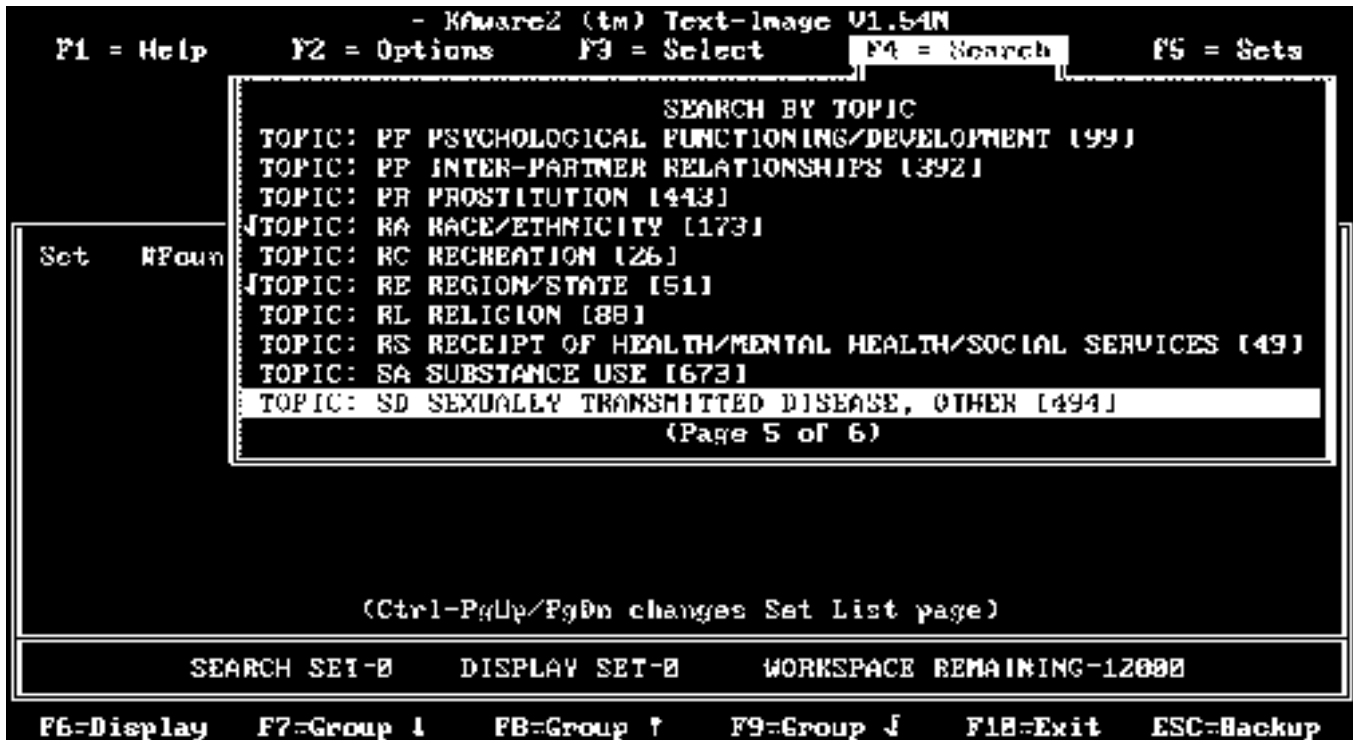 - KAware2 (tm) Text-Image V1.54N
F1 = Help F2 = Options F3 = Select F4 = Search F5 = Sets
SEARCH BY TOPIC
TOPIC: PF PSYCHOLOGICAL FUNCTIONING/DEVELOPMENT [99]
TOPIC: PP INTER-PARTNER RELATIONSHIPS [392]
TOPIC: PR PROSTITUTION [443]
√TOPIC: RA RACE/ETHNICITY [173]
Set #Foun TOPIC: RC RECREATION [26]
√TOPIC: RE REGION/STATE [51]
TOPIC: RL RELIGION [88]
TOPIC: RS RECEIPT OF HEALTH/MENTAL HEALTH/SOCIAL SERVICES [49]
TOPIC: SA SUBSTANCE USE [673]
TOPIC: SD SEXUALLY TRANSMITTED DISEASE, OTHER [494]
(Page 5 of 6)
(Ctrl-PgUp/PgDn changes Set List page)
SEARCH SET-0 DISPLAY SET-0 WORKSPACE REMAINING-12000
F6=Display F7=Group ↓ F8=Group ↑ F9=Group √ F10=Exit ESC=Backup